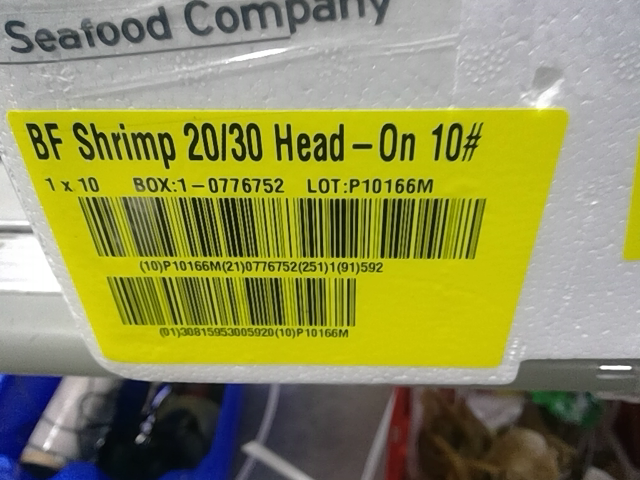 Seafood Company
BF Shrimp 20/30 Head-On 10#
1 x 10 BOX:1-0776752 LOT:P10166M
(10)P10166M(21)0776752(251)1(91)592
(01)30815953005920(10)P10166M